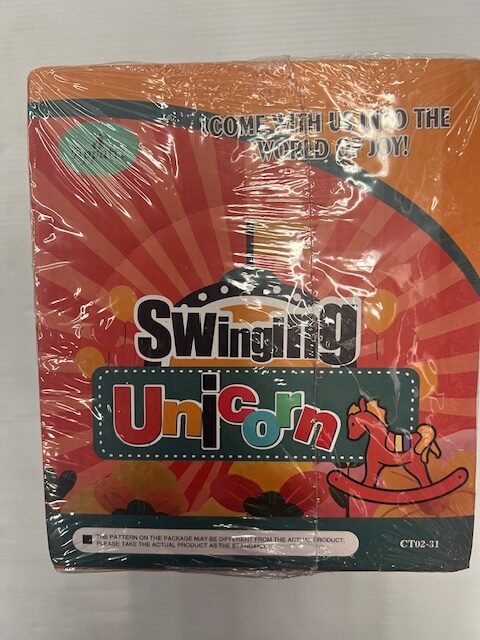 COME WITH US INTO THE
WORLD OF JOY!
Swinging
Unicorn
THE PATTERN ON THE PACKAGE MAY BE DIFFERENT FROM THE ACTUAL PRODUCT,
PLEASE TAKE THE ACTUAL PRODUCT AS THE STANDARD.
CT02-31